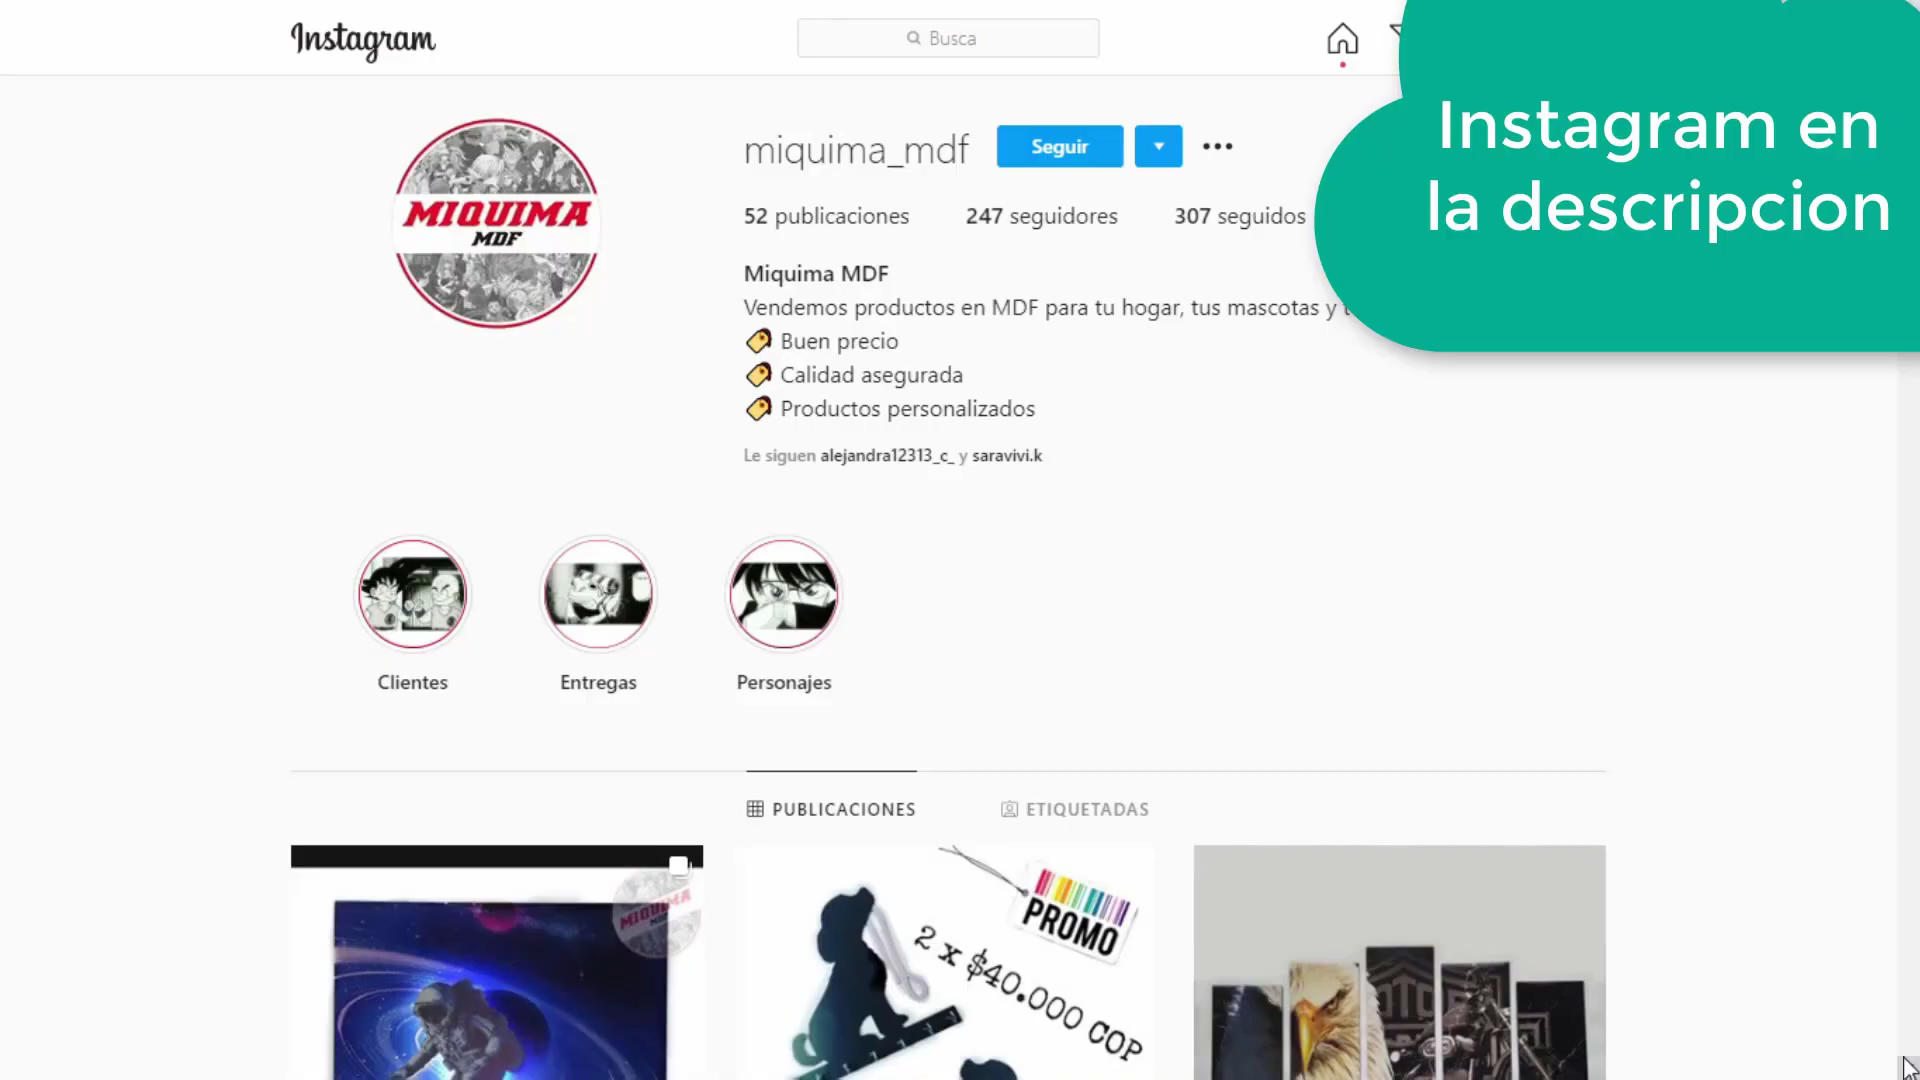 Instagram
Busca
Instagram en
la descripcion
miquima_mdf
Seguir
52 publicaciones
247 seguidores
307 seguidos
MIQUIMA
MDF
Miquima MDF
Vendemos productos en MDF para tu hogar, tus mascotas y
Buen precio
Calidad asegurada
Productos personalizados
Le siguen alejandra12313_c_ y saravivi.k
Clientes
Entregas
Personajes
PUBLICACIONES
ETIQUETADAS
MIQUIMA
PROMO
2 x $40.000 COP